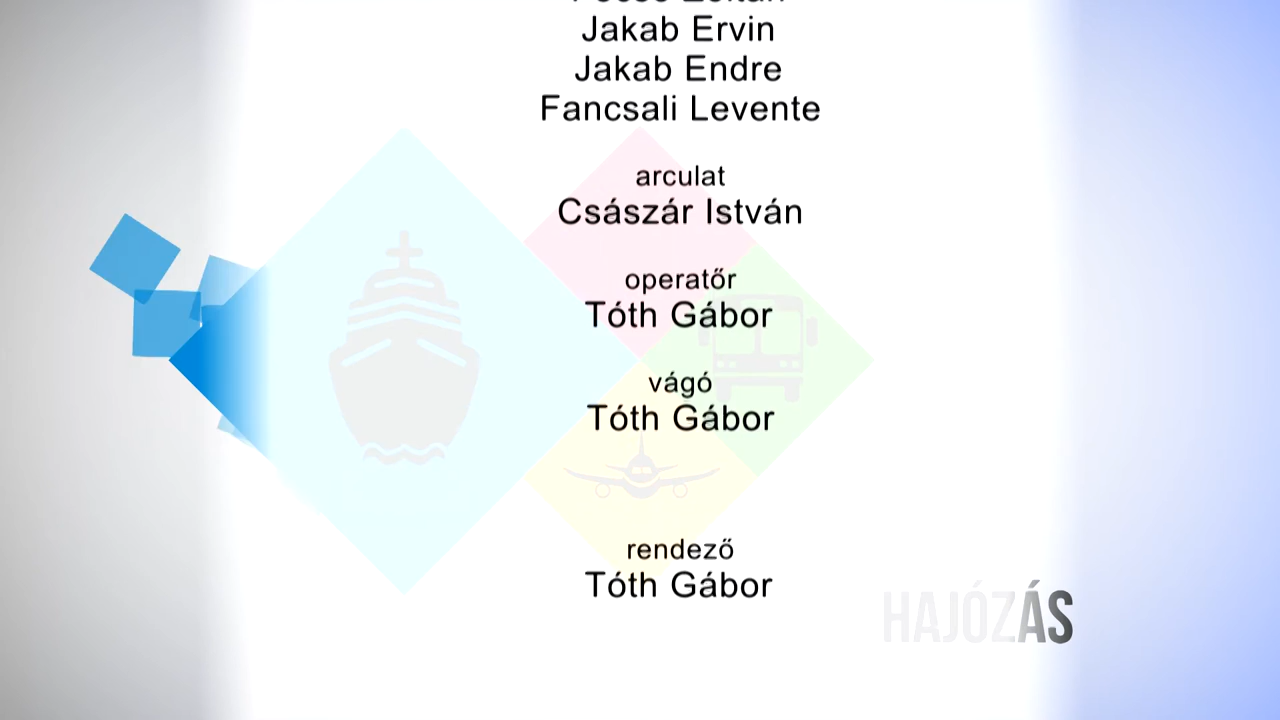 Jakab Ervin
Jakab Endre
Fancsali Levente
arculat
Császár István
operatőr
Tóth Gábor
vágó
Tóth Gábor
rendező
Tóth Gábor
HAJÓZÁS